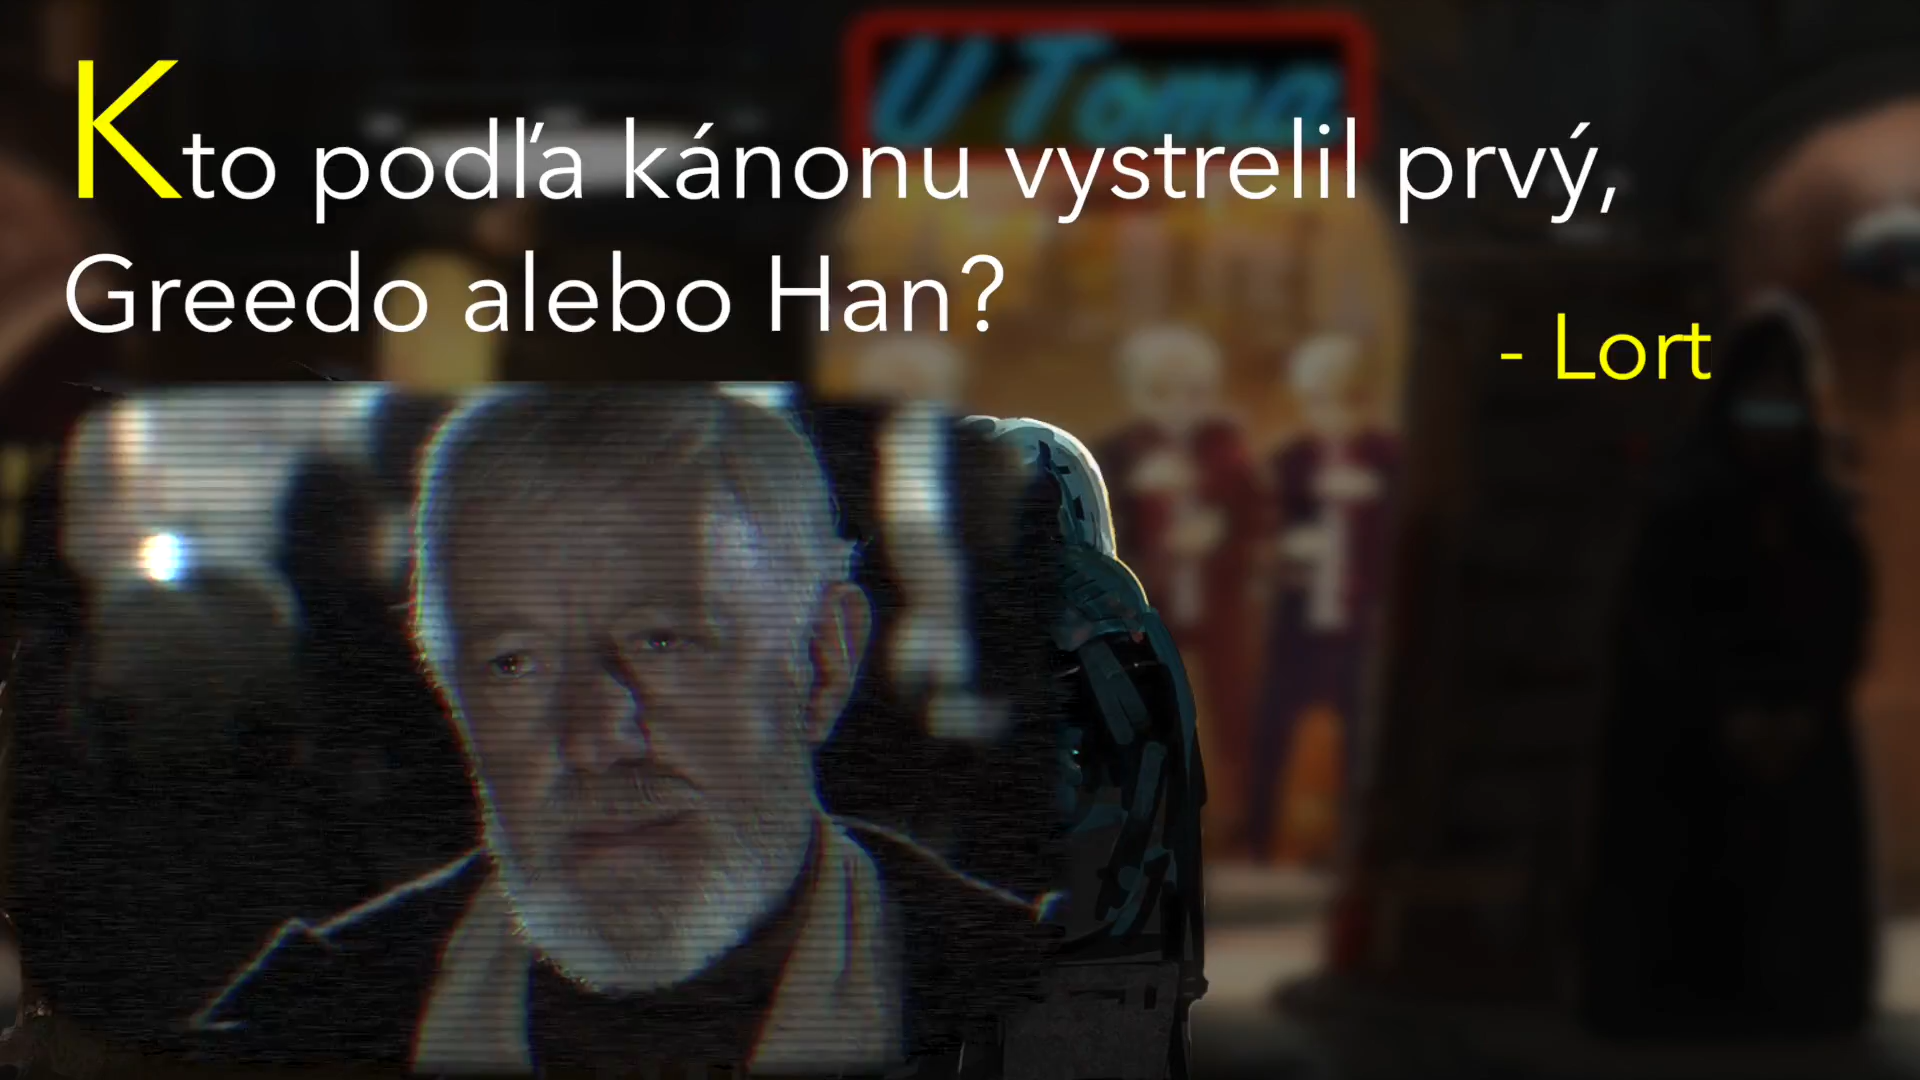 U Toma
Kto podľa kánonu vystrelil prvý,
Greedo alebo Han?
- Lort